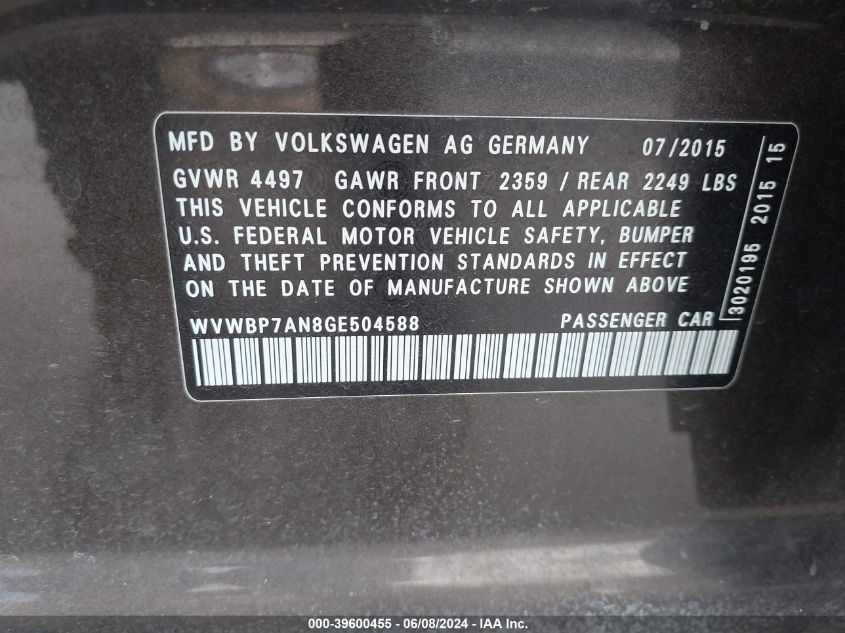 MFD BY VOLKSWAGEN AG GERMANY 07/2015
GVWR 4497 GAWR FRONT 2359 / REAR 2249 LBS
THIS VEHICLE CONFORMS TO ALL APPLICABLE
U.S. FEDERAL MOTOR VEHICLE SAFETY, BUMPER
AND THEFT PREVENTION STANDARDS IN EFFECT
ON THE DATE OF MANUFACTURE SHOWN ABOVE
WVWBP7AN8GE504588 PASSENGER CAR
3020195 2015 15
000-39600455 - 06/08/2024 - IAA Inc.